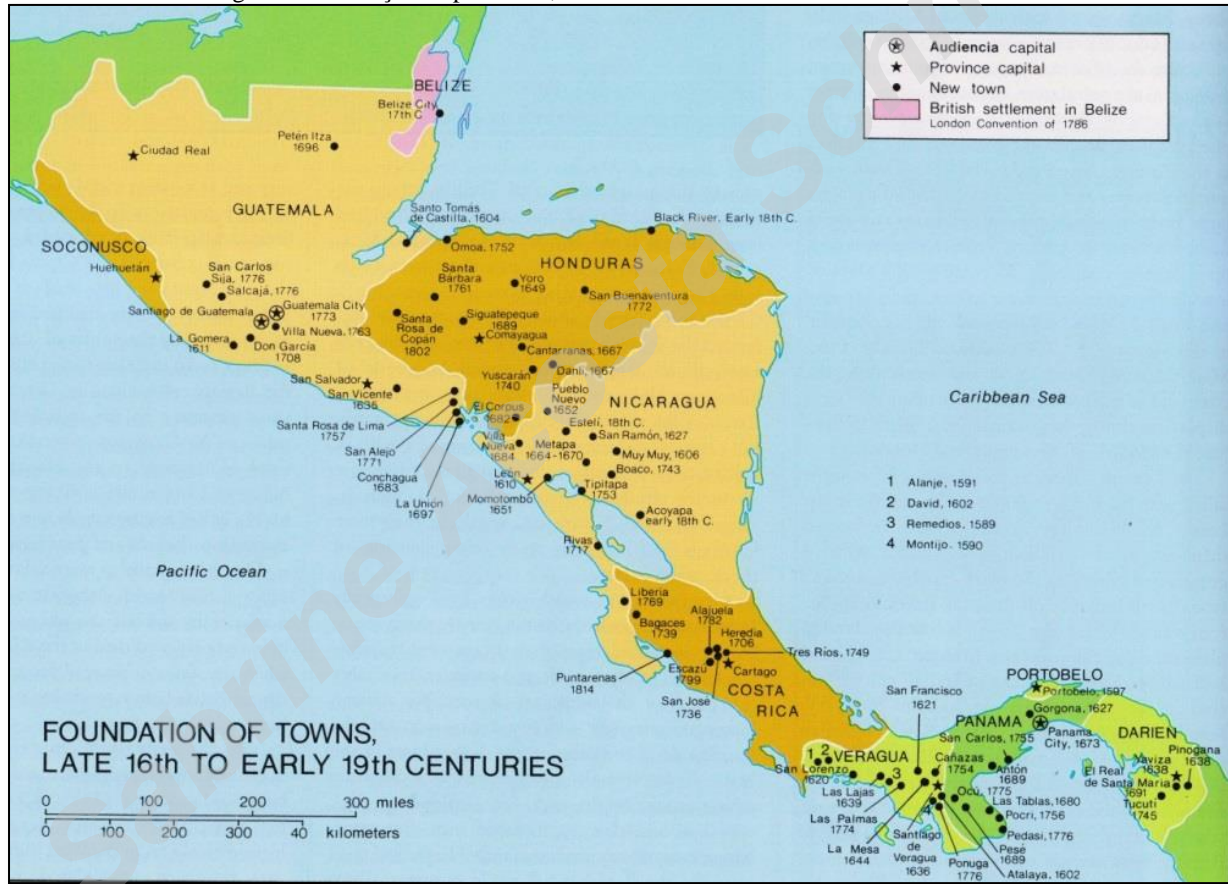 Audiencia capital
Province capital
New town
British settlement in Belize
London Convention of 1786
BELIZE
Belize City
17th C
Petén Itza
1696
Ciudad Real
GUATEMALA
Santo Tomás
de Castilla, 1604
Black River, Early 18th C.
SOCONUSCO
Huehuetán
Omoa, 1752
HONDURAS
San Carlos
Sija, 1776
Salcajá, 1776
Santa
Bárbara
1761
Yoro
1649
San Buenaventura
1772
Santiago de Guatemala
Guatemala City
1773
Villa Nueva, 1763
La Gomera
1611
Don García
1708
Santa
Rosa de
Copán
1802
Siguatepeque
1689
Comayagua
Cantarranas, 1667
Yuscarán
1740
Danlí, 1667
San Salvador
San Vicente
1635
Pueblo
Nuevo
1652
NICARAGUA
Caribbean Sea
Santa Rosa de Lima
1757
El Corpus
1682
Estelí, 18th C.
San Ramón, 1627
San Alejo
1771
Villa
Nueva
1684
Metapa
1664-1670
Muy Muy, 1606
Boaco, 1743
Conchagua
1683
León
1610
La Unión
1697
Momotombo
1651
Tipitapa
1753
Acoyapa
early 18th C.
1 Alanje, 1591
2 David, 1602
3 Remedios, 1589
4 Montijo, 1590
Rivas
1717
Pacific Ocean
Liberia
1769
Bagaces
1739
Alajuela
1782
Heredia
1706
Tres Ríos, 1749
Puntarenas
1814
Escazú
1799
Cartago
San José
1736
COSTA
RICA
San Francisco
1621
PORTOBELO
Portobelo, 1597
Gorgona, 1627
PANAMA
San Carlos, 1755
Panama
City, 1673
DARIEN
Pinogana
1638
Yaviza
1638
1 2
VERAGUA
San Lorenzo
1620
3
Cañazas
1754
Antón
1689
El Real
de Santa Maria
1691
Tucutí
1745
Las Lajas
1639
Ocú, 1775
Las Tablas, 1680
Las Palmas
1774
4
Pocrí, 1756
La Mesa
1644
Santiago
de
Veragua
1636
Pedasí, 1776
Pesé
1689
Ponuga
1776
Atalaya, 1602
FOUNDATION OF TOWNS,
LATE 16th TO EARLY 19th CENTURIES
0 100 200 300 miles
0 100 200 300 40 kilometers